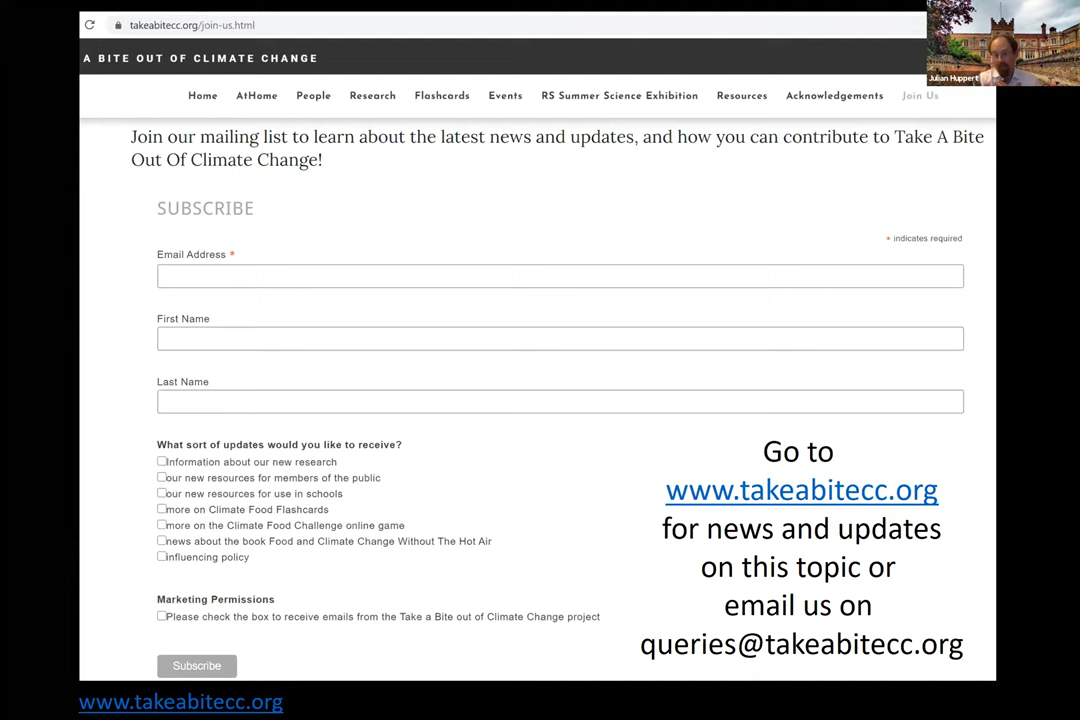 takeabitecc.org/join-us.html
A BITE OUT OF CLIMATE CHANGE
Julian Huppert
Home AtHome People Research Flashcards Events RS Summer Science Exhibition Resources Acknowledgements Join Us
Join our mailing list to learn about the latest news and updates, and how you can contribute to Take A Bite
Out Of Climate Change!
SUBSCRIBE
* indicates required
Email Address *
First Name
Last Name
What sort of updates would you like to receive?
Information about our new research
our new resources for members of the public
our new resources for use in schools
more on Climate Food Flashcards
more on the Climate Food Challenge online game
news about the book Food and Climate Change Without The Hot Air
influencing policy
Marketing Permissions
Please check the box to receive emails from the Take a Bite out of Climate Change project
Subscribe
Go to
www.takeabitecc.org
for news and updates
on this topic or
email us on
queries@takeabitecc.org
www.takeabitecc.org